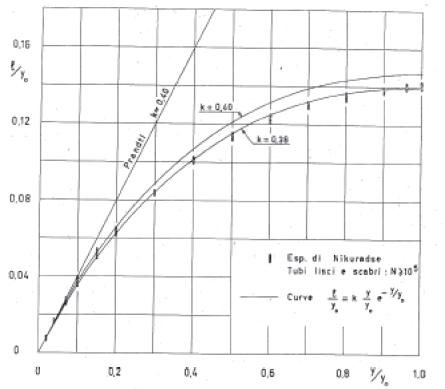 0,16
ℓ/y₀
0,12
0,08
0,04
0
Prandtl k=0,40
k=0,40
k=0,38
Esp. di Nikuradse
Tubi lisci e scabri : N⩾10⁵
Curve ℓ/y₀ = k y/y₀ e^-y/y₀
0 0,2 0,4 0,6 0,8 1,0
y/y₀